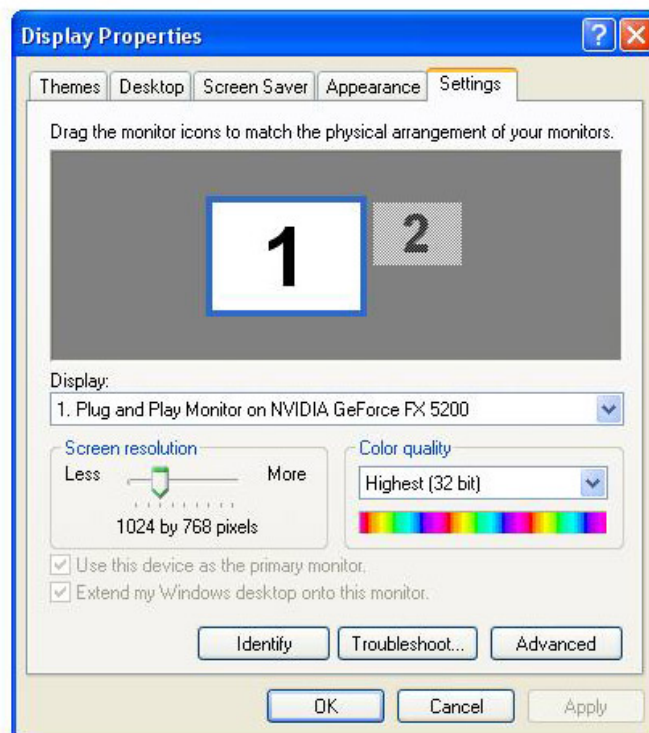 Display Properties
Themes Desktop Screen Saver Appearance Settings
Drag the monitor icons to match the physical arrangement of your monitors.
1 2
Display:
1. Plug and Play Monitor on NVIDIA GeForce FX 5200
Screen resolution
Less More
1024 by 768 pixels
Color quality
Highest (32 bit)
Use this device as the primary monitor.
Extend my Windows desktop onto this monitor.
Identify Troubleshoot... Advanced
OK Cancel Apply